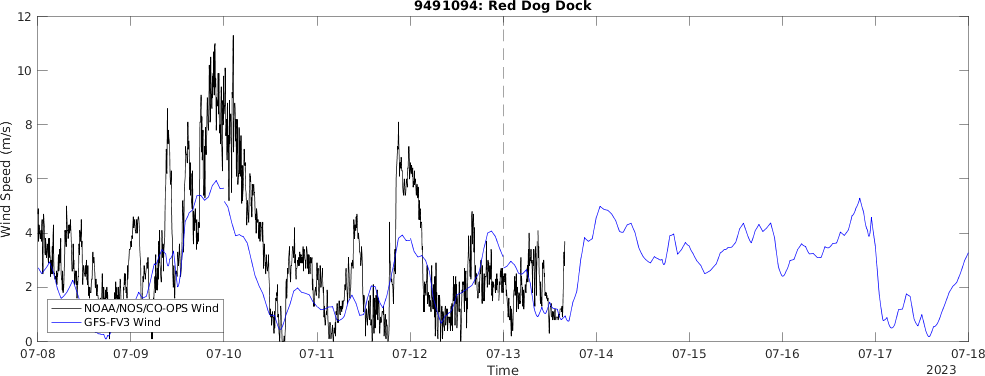 9491094: Red Dog Dock
Wind Speed (m/s)
12
10
8
6
4
2
0
NOAA/NOS/CO-OPS Wind
GFS-FV3 Wind
07-08 07-09 07-10 07-11 07-12 07-13 07-14 07-15 07-16 07-17 07-18
Time
2023